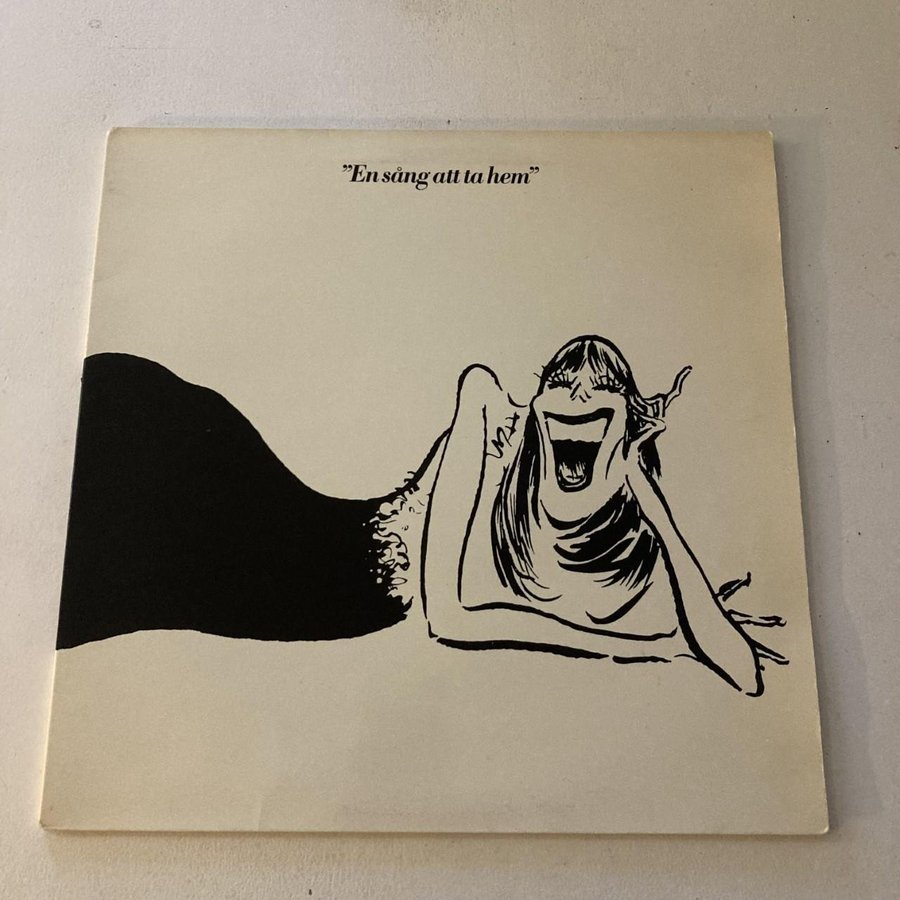 ”En sång att ta hem”